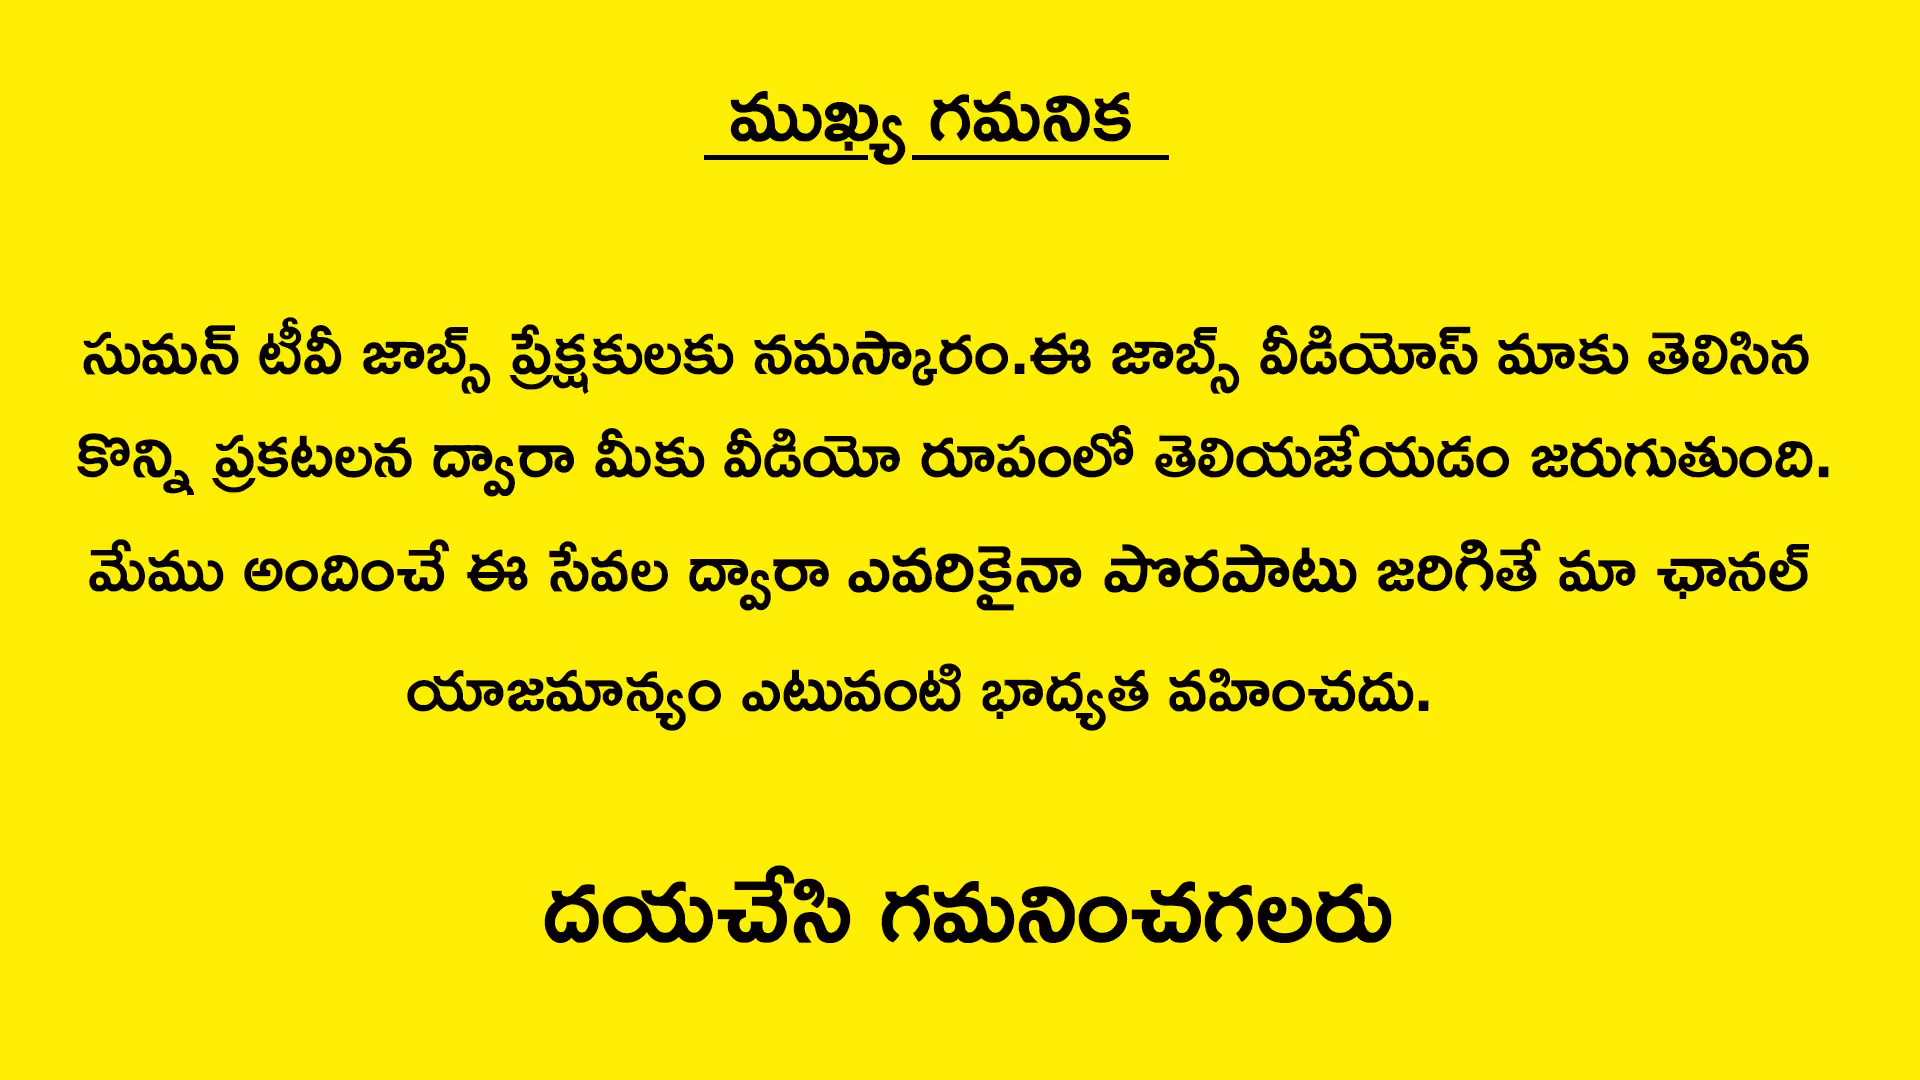 ముఖ్య గమనిక
సుమన్ టీవీ జాబ్స్ ప్రేక్షకులకు నమస్కారం.ఈ జాబ్స్ వీడియోస్ మాకు తెలిసిన
కొన్ని ప్రకటలన ద్వారా మీకు వీడియో రూపంలో తెలియజేయడం జరుగుతుంది.
మేము అందించే ఈ సేవల ద్వారా ఎవరికైనా పొరపాటు జరిగితే మా ఛానల్
యాజమాన్యం ఎటువంటి భాద్యత వహించదు.
దయచేసి గమనించగలరు